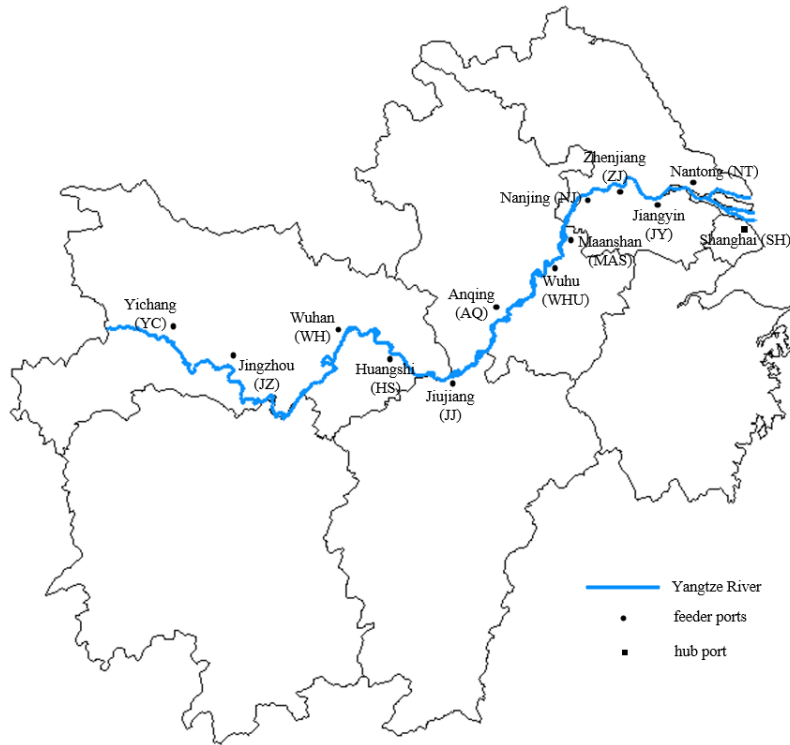 Zhenjiang
(ZJ)
Nantong (NT)
Nanjing (NJ)
Jiangyin
(JY)
Shanghai (SH)
Maanshan
(MAS)
Wuhu
(WHU)
Anqing
(AQ)
Yichang
(YC)
Wuhan
(WH)
Jingzhou
(JZ)
Huangshi
(HS)
Jiujiang
(JJ)
Yangtze River
feeder ports
hub port